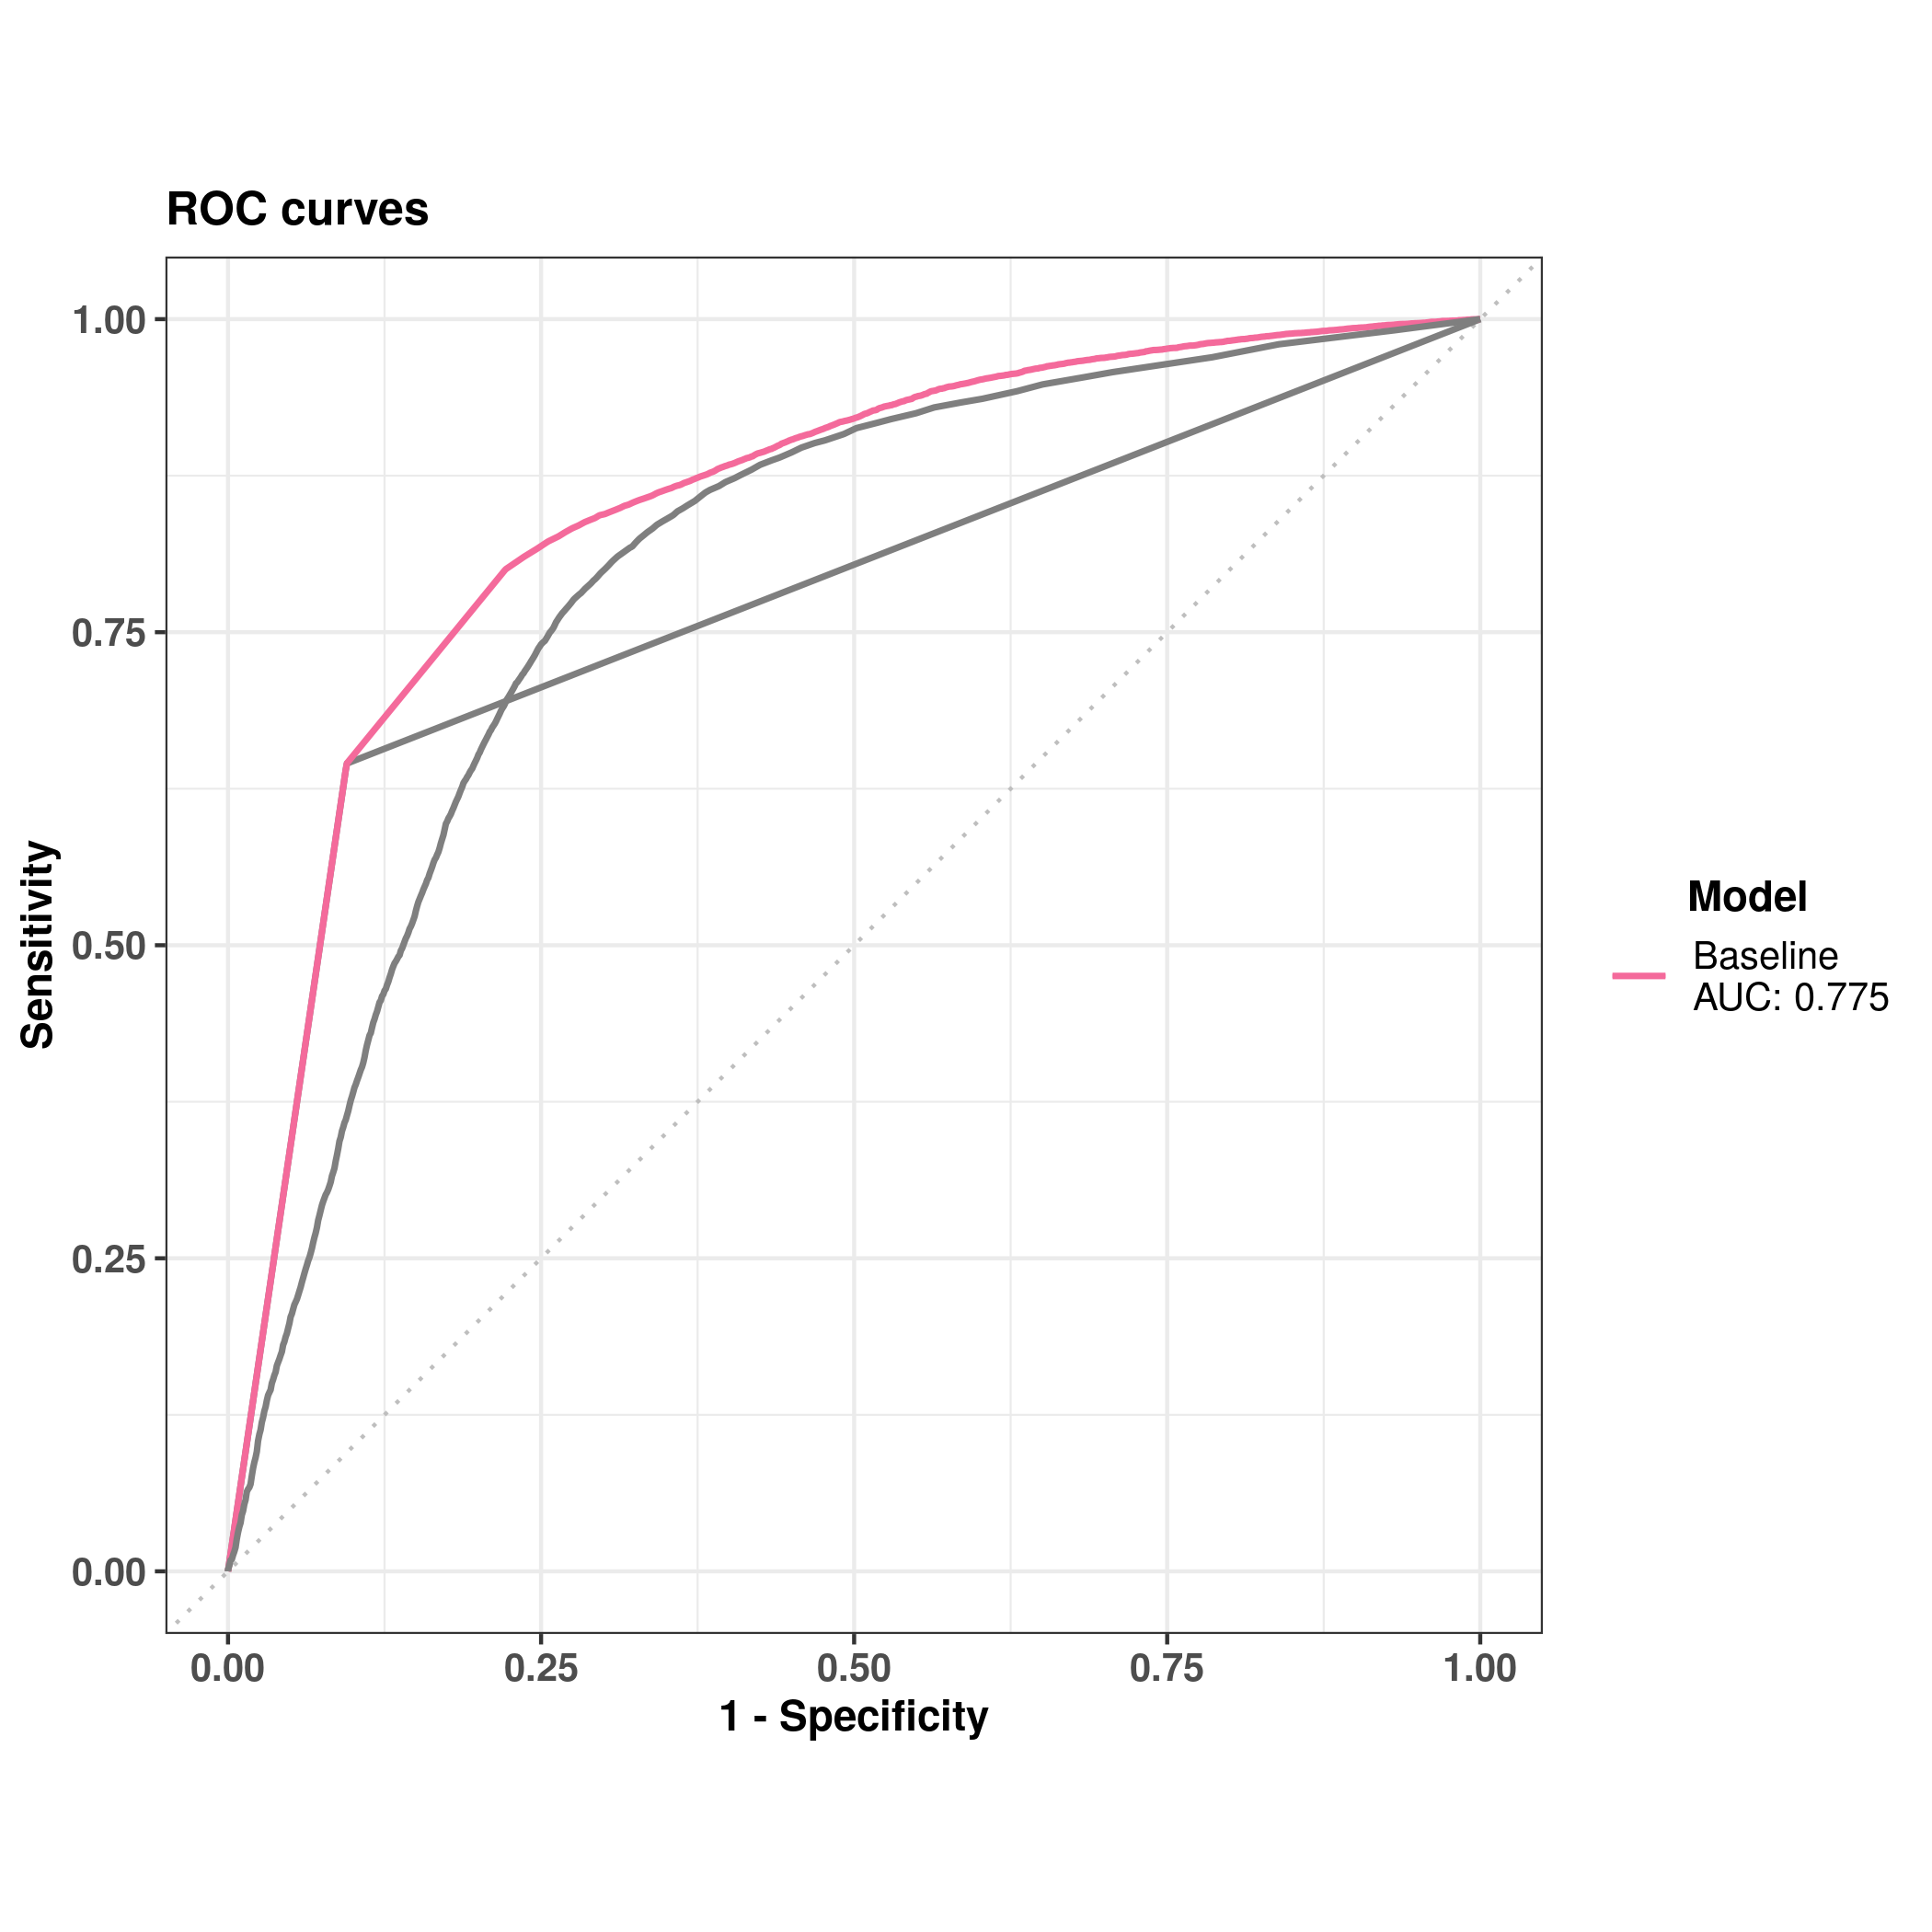 ROC curves
1.00
0.75
0.50
0.25
0.00
Sensitivity
0.00 0.25 0.50 0.75 1.00
1 - Specificity
Model
Baseline
AUC: 0.775